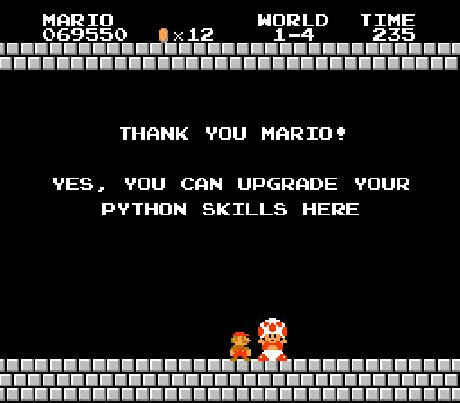 MARIO WORLD TIME
069550 x12 1-4 235
THANK YOU MARIO!
YES, YOU CAN UPGRADE YOUR
PYTHON SKILLS HERE